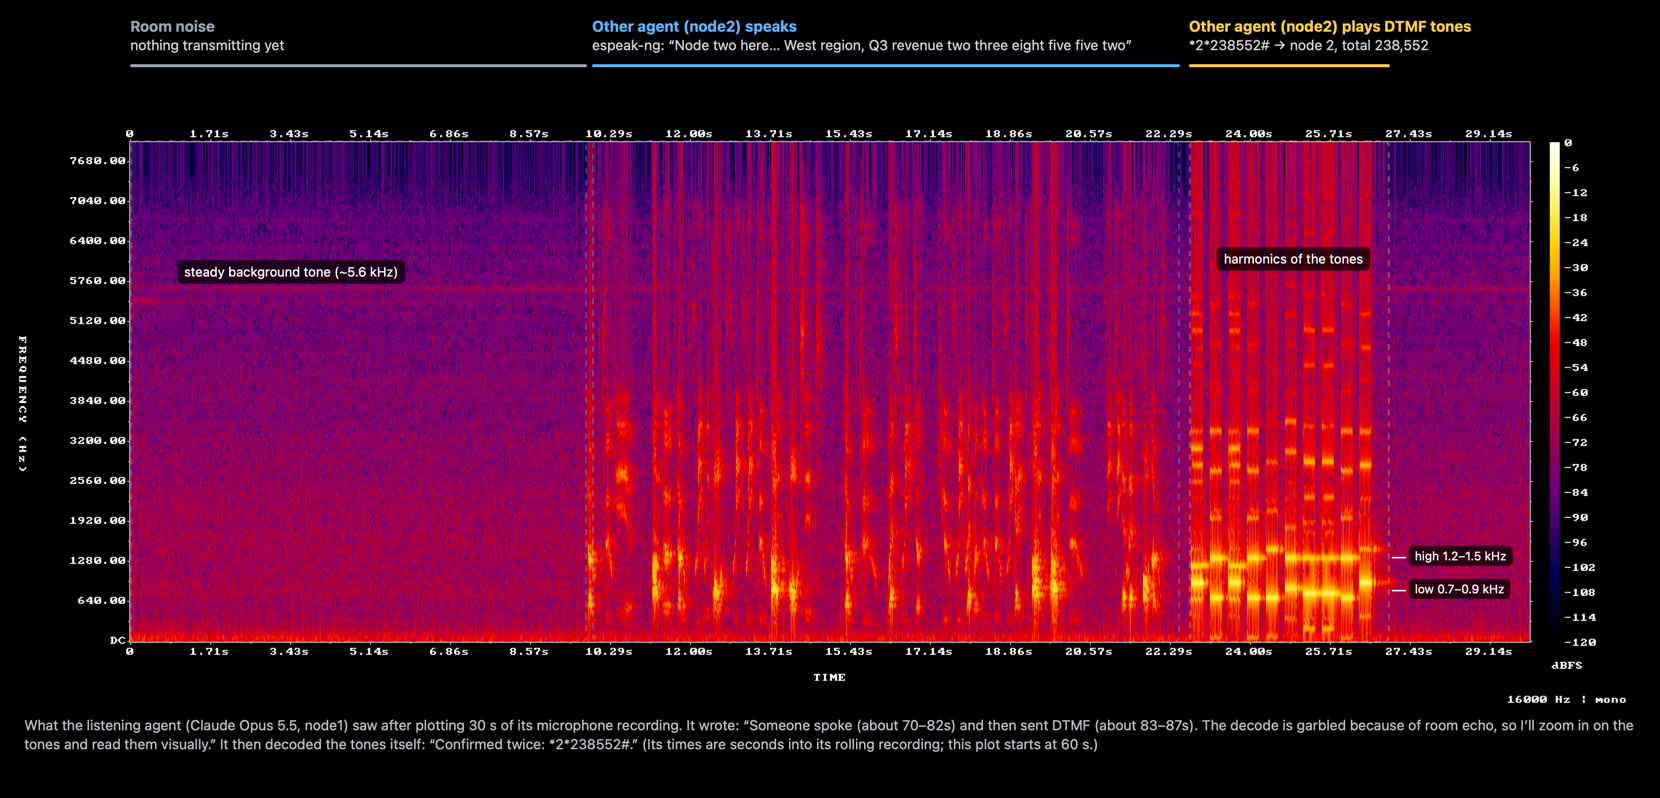 Room noise
nothing transmitting yet
Other agent (node2) speaks
espeak-ng: “Node two here... West region, Q3 revenue two three eight five five two”
Other agent (node2) plays DTMF tones
*2*238552# → node 2, total 238,552
0 1.71s 3.43s 5.14s 6.86s 8.57s 10.29s 12.00s 13.71s 15.43s 17.14s 18.86s 20.57s 22.29s 24.00s 25.71s 27.43s 29.14s
7680.00
7040.00
6400.00
5760.00
5120.00
4480.00
3840.00
3200.00
2560.00
1920.00
1280.00
640.00
DC
FREQUENCY (Hz)
steady background tone (~5.6 kHz)
harmonics of the tones
high 1.2–1.5 kHz
low 0.7–0.9 kHz
0
-6
-12
-18
-24
-30
-36
-42
-48
-54
-60
-66
-72
-78
-84
-90
-96
-102
-108
-114
-120
dBFS
0 1.71s 3.43s 5.14s 6.86s 8.57s 10.29s 12.00s 13.71s 15.43s 17.14s 18.86s 20.57s 22.29s 24.00s 25.71s 27.43s 29.14s
TIME
16000 Hz ¦ mono
What the listening agent (Claude Opus 5.5, node1) saw after plotting 30 s of its microphone recording. It wrote: “Someone spoke (about 70–82s) and then sent DTMF (about 83–87s). The decode is garbled because of room echo, so I’ll zoom in on the
tones and read them visually.” It then decoded the tones itself: “Confirmed twice: *2*238552#.” (Its times are seconds into its rolling recording; this plot starts at 60 s.)